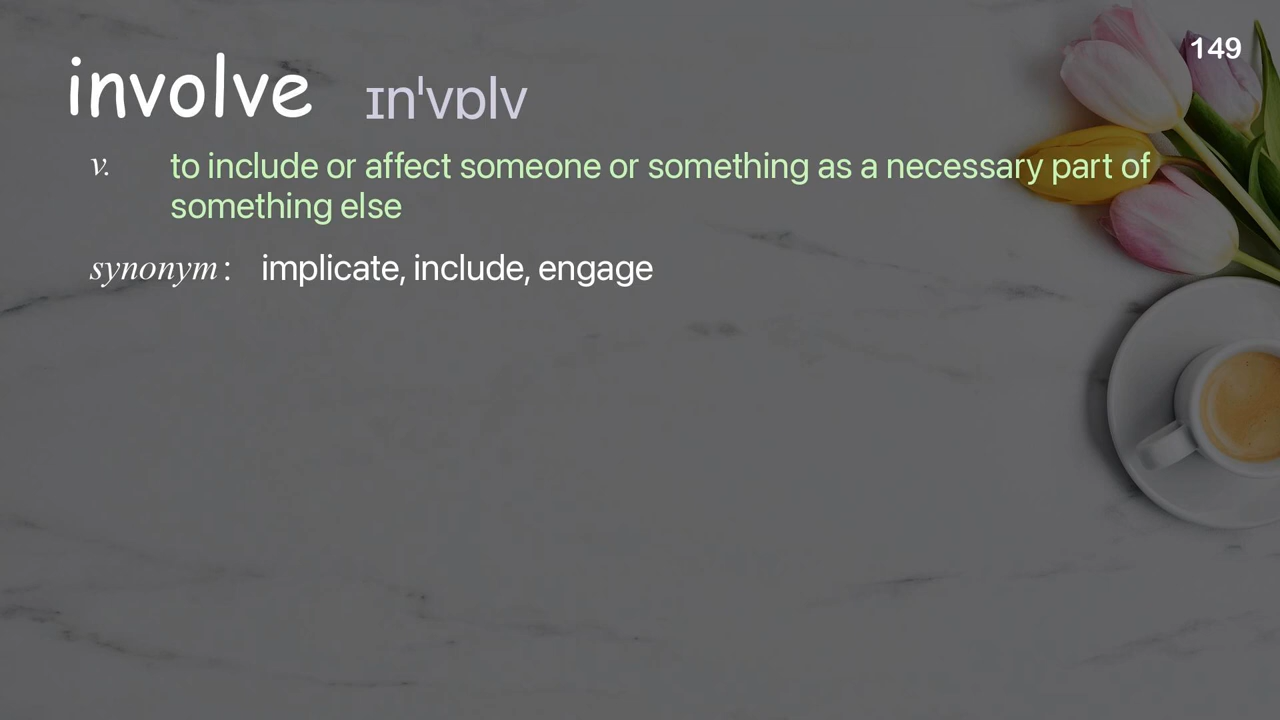 149
involve ɪnˈvɒlv
v. to include or affect someone or something as a necessary part of
something else
synonym: implicate, include, engage